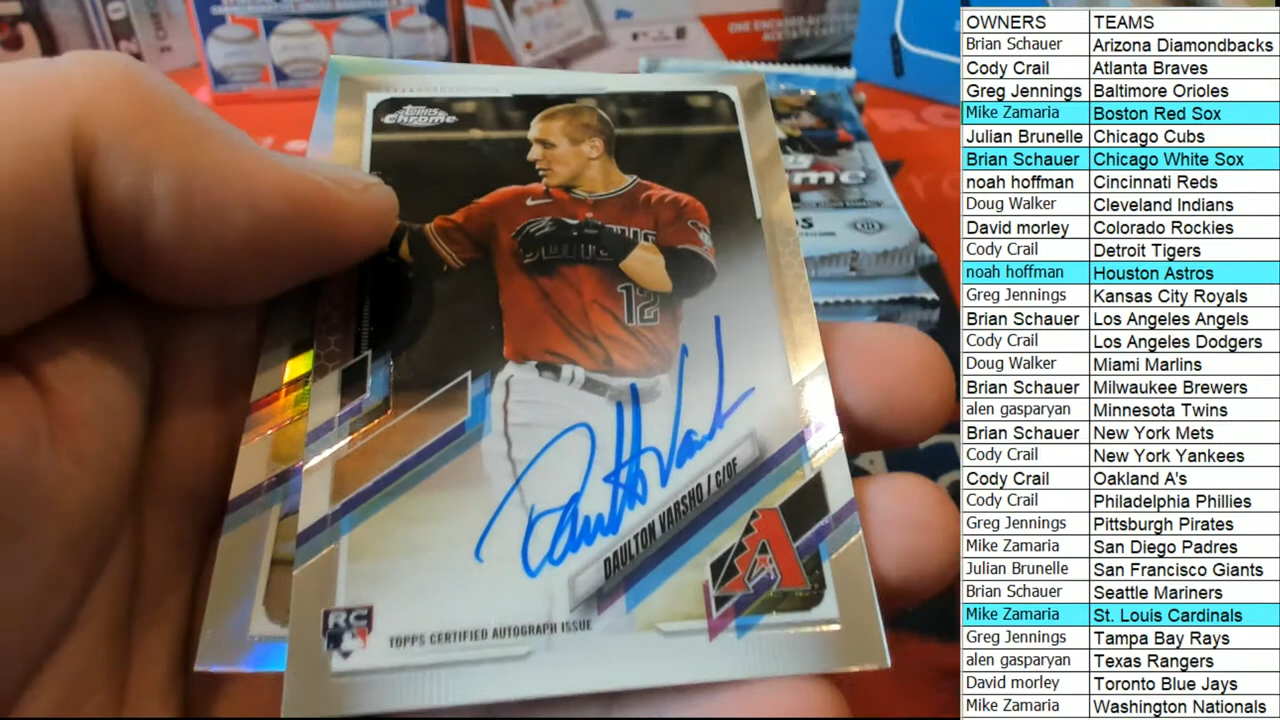 Topps
Chrome
12
Daulton Varsho
DAULTON VARSHO / C/OF
A
RC
TOPPS CERTIFIED AUTOGRAPH ISSUE
OWNERS TEAMS
Brian Schauer Arizona Diamondbacks
Cody Crail Atlanta Braves
Greg Jennings Baltimore Orioles
Mike Zamaria Boston Red Sox
Julian Brunelle Chicago Cubs
Brian Schauer Chicago White Sox
noah hoffman Cincinnati Reds
Doug Walker Cleveland Indians
David morley Colorado Rockies
Cody Crail Detroit Tigers
noah hoffman Houston Astros
Greg Jennings Kansas City Royals
Brian Schauer Los Angeles Angels
Cody Crail Los Angeles Dodgers
Doug Walker Miami Marlins
Brian Schauer Milwaukee Brewers
alen gasparyan Minnesota Twins
Brian Schauer New York Mets
Cody Crail New York Yankees
Cody Crail Oakland A's
Cody Crail Philadelphia Phillies
Greg Jennings Pittsburgh Pirates
Mike Zamaria San Diego Padres
Julian Brunelle San Francisco Giants
Brian Schauer Seattle Mariners
Mike Zamaria St. Louis Cardinals
Greg Jennings Tampa Bay Rays
alen gasparyan Texas Rangers
David morley Toronto Blue Jays
Mike Zamaria Washington Nationals